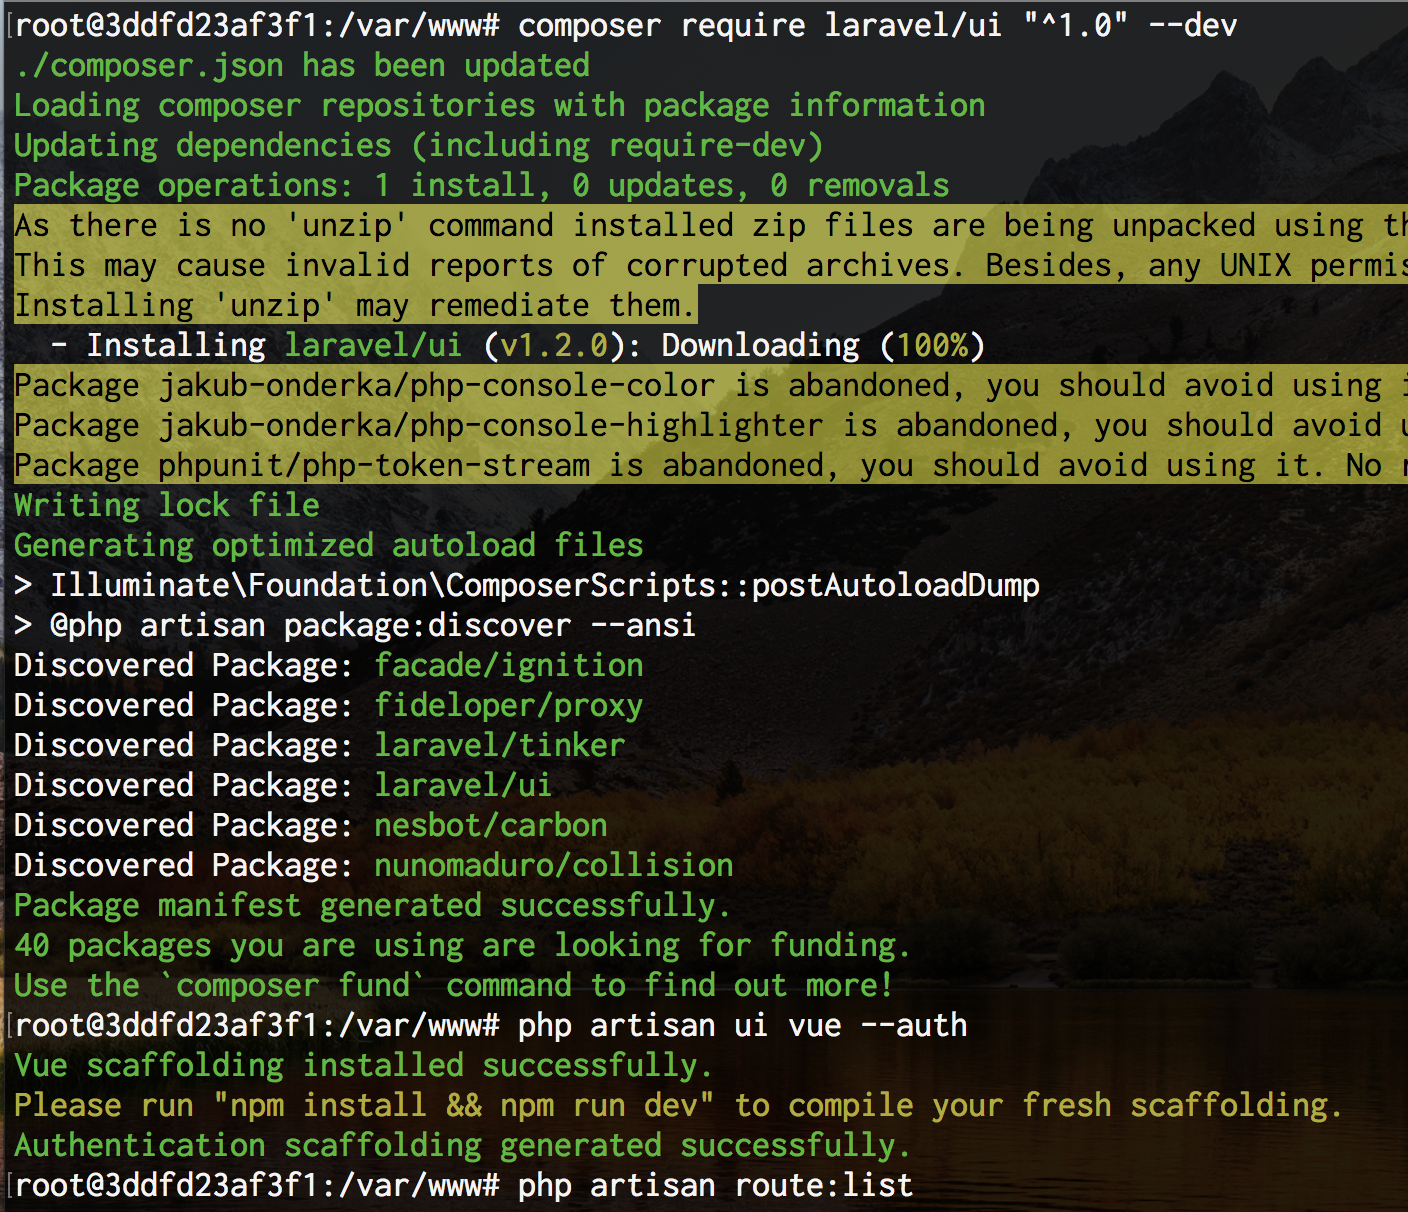 [root@3ddfd23af3f1:/var/www# composer require laravel/ui "^1.0" --dev
./composer.json has been updated
Loading composer repositories with package information
Updating dependencies (including require-dev)
Package operations: 1 install, 0 updates, 0 removals
As there is no 'unzip' command installed zip files are being unpacked using
This may cause invalid reports of corrupted archives. Besides, any UNIX
Installing 'unzip' may remediate them.
  - Installing laravel/ui (v1.2.0): Downloading (100%)
Package jakub-onderka/php-console-color is abandoned, you should avoid using
Package jakub-onderka/php-console-highlighter is abandoned, you should avoid
Package phpunit/php-token-stream is abandoned, you should avoid using it. No
Writing lock file
Generating optimized autoload files
> Illuminate\Foundation\ComposerScripts::postAutoloadDump
> @php artisan package:discover --ansi
Discovered Package: facade/ignition
Discovered Package: fideloper/proxy
Discovered Package: laravel/tinker
Discovered Package: laravel/ui
Discovered Package: nesbot/carbon
Discovered Package: nunomaduro/collision
Package manifest generated successfully.
40 packages you are using are looking for funding.
Use the `composer fund` command to find out more!
[root@3ddfd23af3f1:/var/www# php artisan ui vue --auth
Vue scaffolding installed successfully.
Please run "npm install && npm run dev" to compile your fresh scaffolding.
Authentication scaffolding generated successfully.
[root@3ddfd23af3f1:/var/www# php artisan route:list